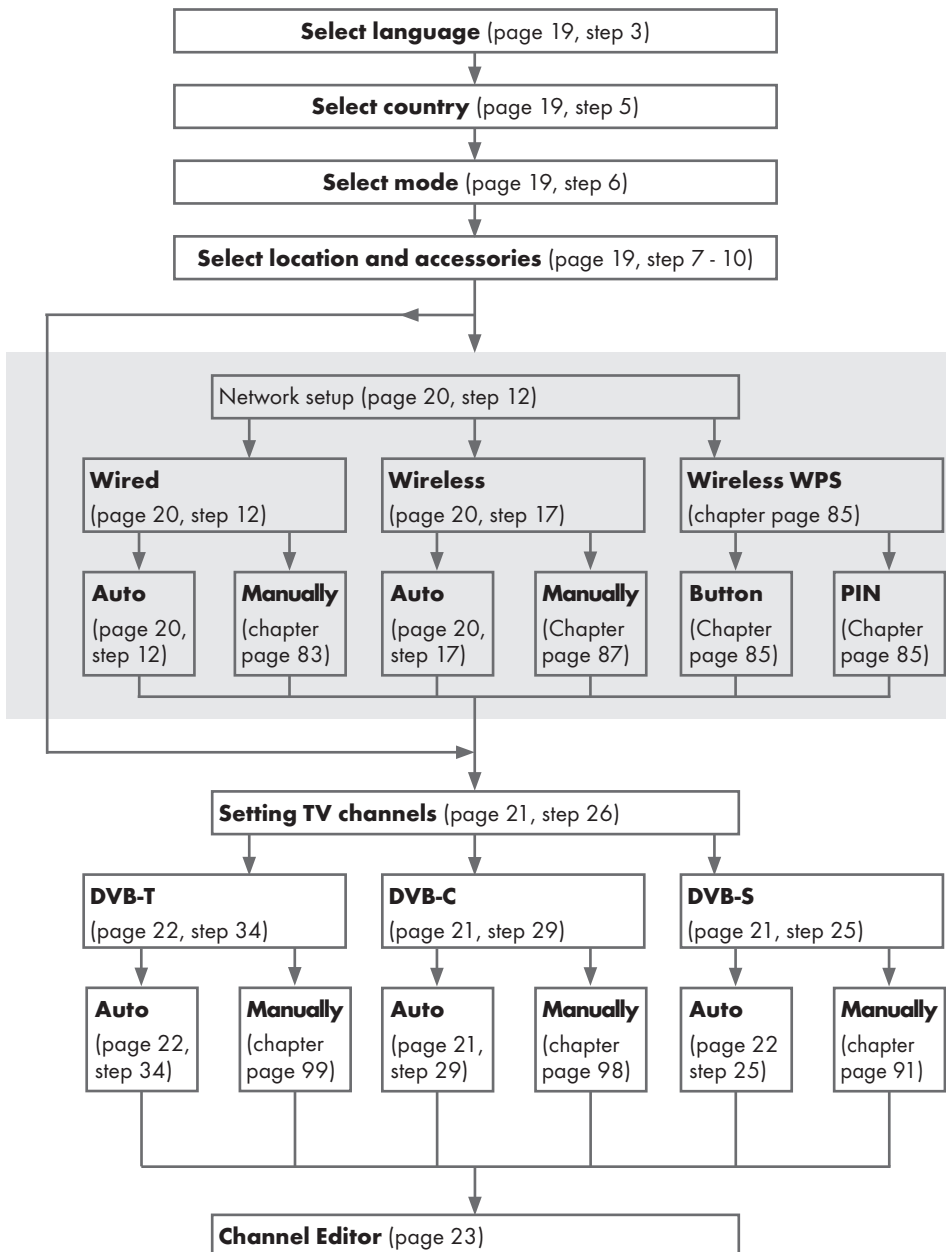 Select language (page 19, step 3)
Select country (page 19, step 5)
Select mode (page 19, step 6)
Select location and accessories (page 19, step 7 - 10)
Network setup (page 20, step 12)
Wired
(page 20, step 12)
Wireless
(page 20, step 17)
Wireless WPS
(chapter page 85)
Auto
(page 20,
step 12)
Manually
(chapter
page 83)
Auto
(page 20,
step 17)
Manually
(Chapter
page 87)
Button
(Chapter
page 85)
PIN
(Chapter
page 85)
Setting TV channels (page 21, step 26)
DVB-T
(page 22, step 34)
DVB-C
(page 21, step 29)
DVB-S
(page 21, step 25)
Auto
(page 22,
step 34)
Manually
(chapter
page 99)
Auto
(page 21,
step 29)
Manually
(chapter
page 98)
Auto
(page 22
step 25)
Manually
(chapter
page 91)
Channel Editor (page 23)